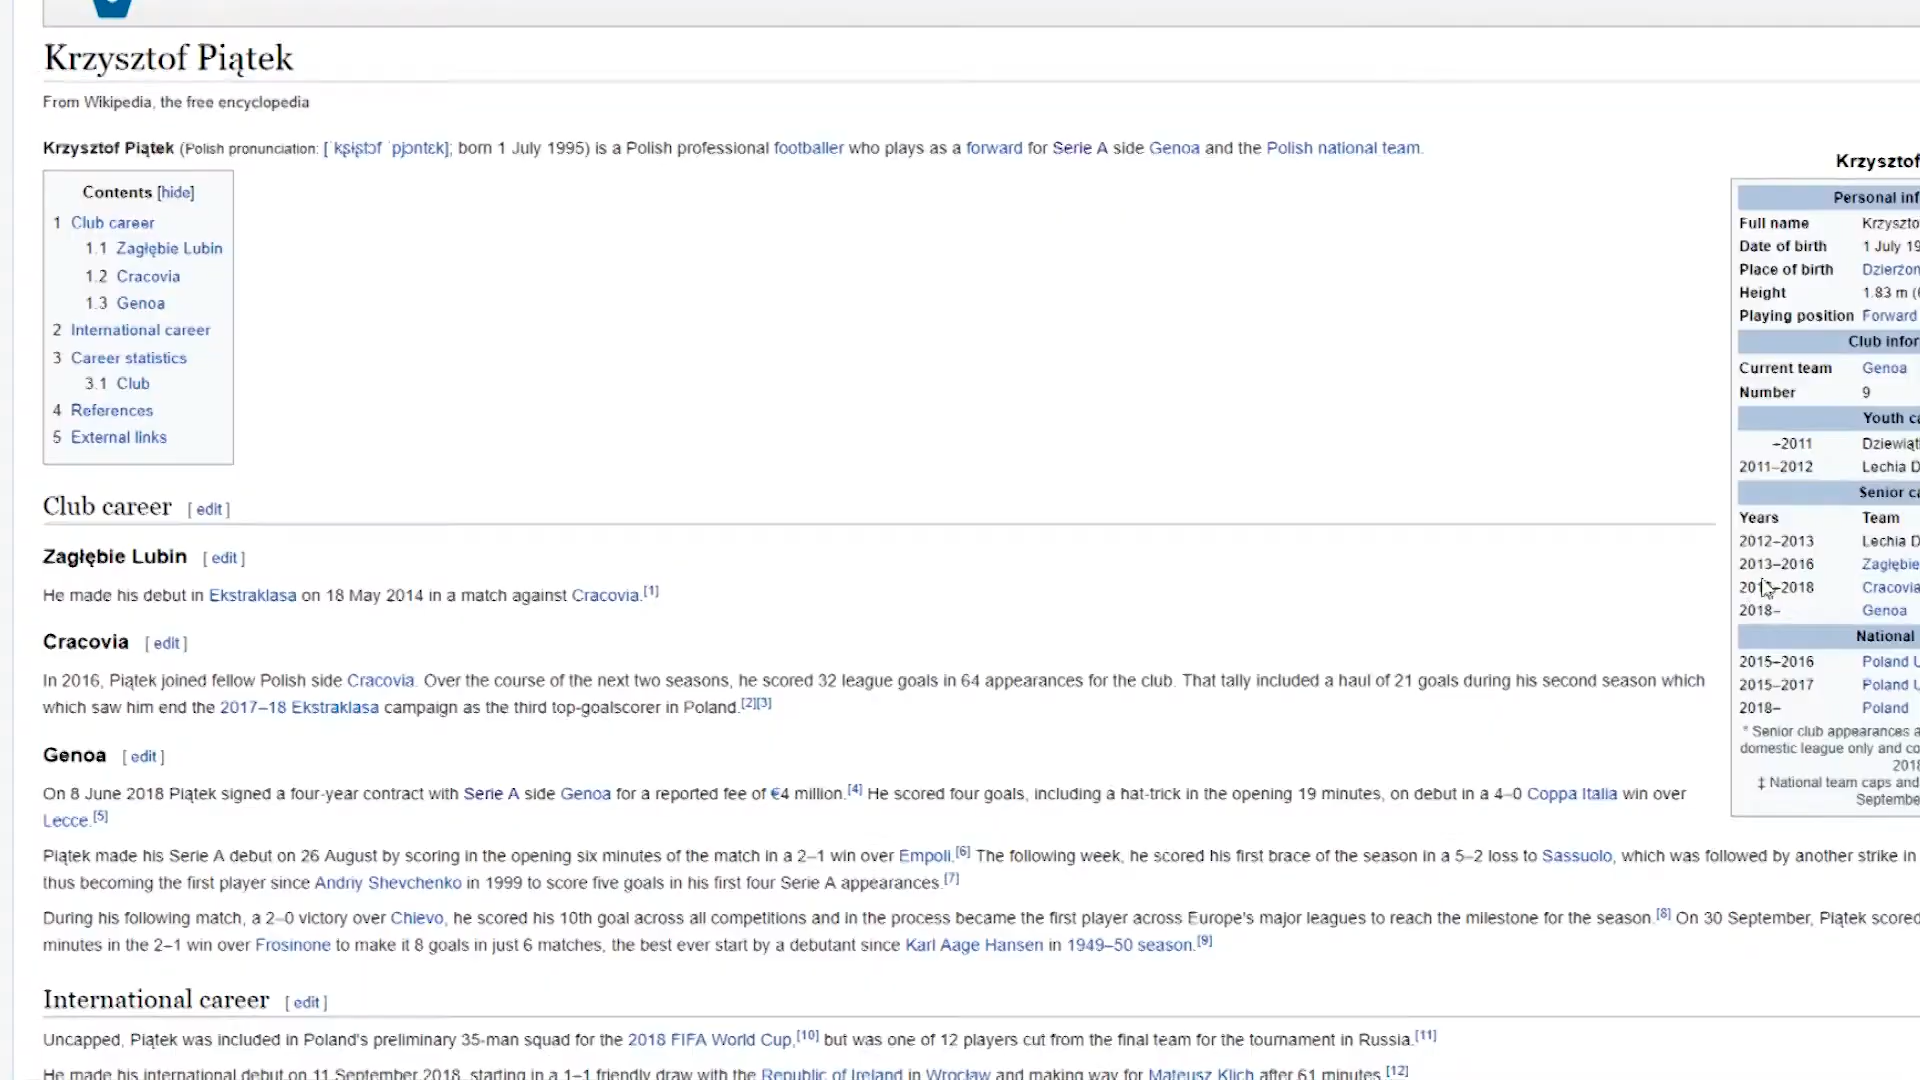 Krzysztof Piątek
From Wikipedia, the free encyclopedia
Krzysztof Piątek (Polish pronunciation: [ˈkʂɨʂtɔf ˈpjɔntɛk]; born 1 July 1995) is a Polish professional footballer who plays as a forward for Serie A side Genoa and the Polish national team.
Contents [hide]
1 Club career
1.1 Zagłębie Lubin
1.2 Cracovia
1.3 Genoa
2 International career
3 Career statistics
3.1 Club
4 References
5 External links
Club career [ edit ]
Zagłębie Lubin [ edit ]
He made his debut in Ekstraklasa on 18 May 2014 in a match against Cracovia.[1]
Cracovia [ edit ]
In 2016, Piątek joined fellow Polish side Cracovia. Over the course of the next two seasons, he scored 32 league goals in 64 appearances for the club. That tally included a haul of 21 goals during his second season which
which saw him end the 2017–18 Ekstraklasa campaign as the third top-goalscorer in Poland.[2][3]
Genoa [ edit ]
On 8 June 2018 Piątek signed a four-year contract with Serie A side Genoa for a reported fee of €4 million.[4] He scored four goals, including a hat-trick in the opening 19 minutes, on debut in a 4–0 Coppa Italia win over
Lecce.[5]
Piątek made his Serie A debut on 26 August by scoring in the opening six minutes of the match in a 2–1 win over Empoli.[6] The following week, he scored his first brace of the season in a 5–2 loss to Sassuolo, which was followed by another strike in
thus becoming the first player since Andriy Shevchenko in 1999 to score five goals in his first four Serie A appearances.[7]
During his following match, a 2–0 victory over Chievo, he scored his 10th goal across all competitions and in the process became the first player across Europe's major leagues to reach the milestone for the season.[8] On 30 September, Piątek scored
minutes in the 2–1 win over Frosinone to make it 8 goals in just 6 matches, the best ever start by a debutant since Karl Aage Hansen in 1949–50 season.[9]
International career [ edit ]
Uncapped, Piątek was included in Poland's preliminary 35-man squad for the 2018 FIFA World Cup,[10] but was one of 12 players cut from the final team for the tournament in Russia.[11]
He made his international debut on 11 September 2018, starting in a 1–1 friendly draw with the Republic of Ireland in Wrocław and making way for Mateusz Klich after 61 minutes.[12]
Krzysztof
Personal inf
Full name Krzyszto
Date of birth 1 July 19
Place of birth Dzierżon
Height 1.83 m (
Playing position Forward
Club infor
Current team Genoa
Number 9
Youth ca
–2011 Dziewiąt
2011–2012 Lechia D
Senior ca
Years Team
2012–2013 Lechia D
2013–2016 Zagłębie
–2018 Cracovia
2018– Genoa
National
2015–2016 Poland U
2015–2017 Poland U
2018– Poland
* Senior club appearances a
domestic league only and co
2018
‡ National team caps and
Septembe